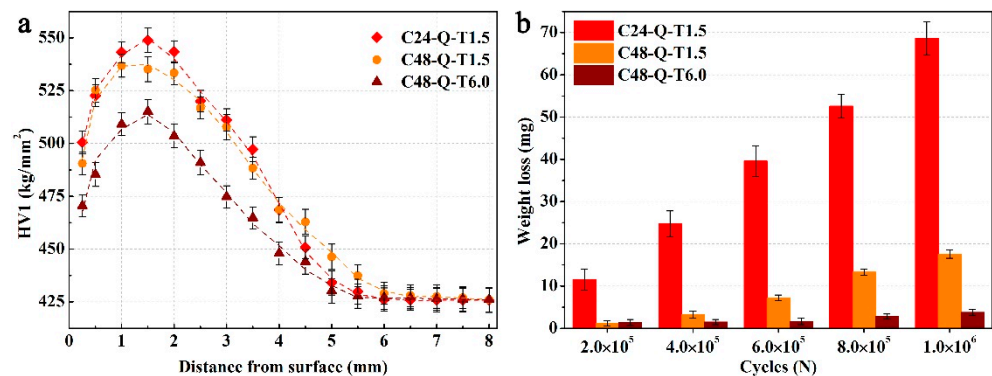 a
HV1 (kg/mm²)
550
525
500
475
450
425
0 1 2 3 4 5 6 7 8
Distance from surface (mm)
C24-Q-T1.5
C48-Q-T1.5
C48-Q-T6.0
b
Weight loss (mg)
70
60
50
40
30
20
10
0
2.0×10⁵ 4.0×10⁵ 6.0×10⁵ 8.0×10⁵ 1.0×10⁶
Cycles (N)
C24-Q-T1.5
C48-Q-T1.5
C48-Q-T6.0